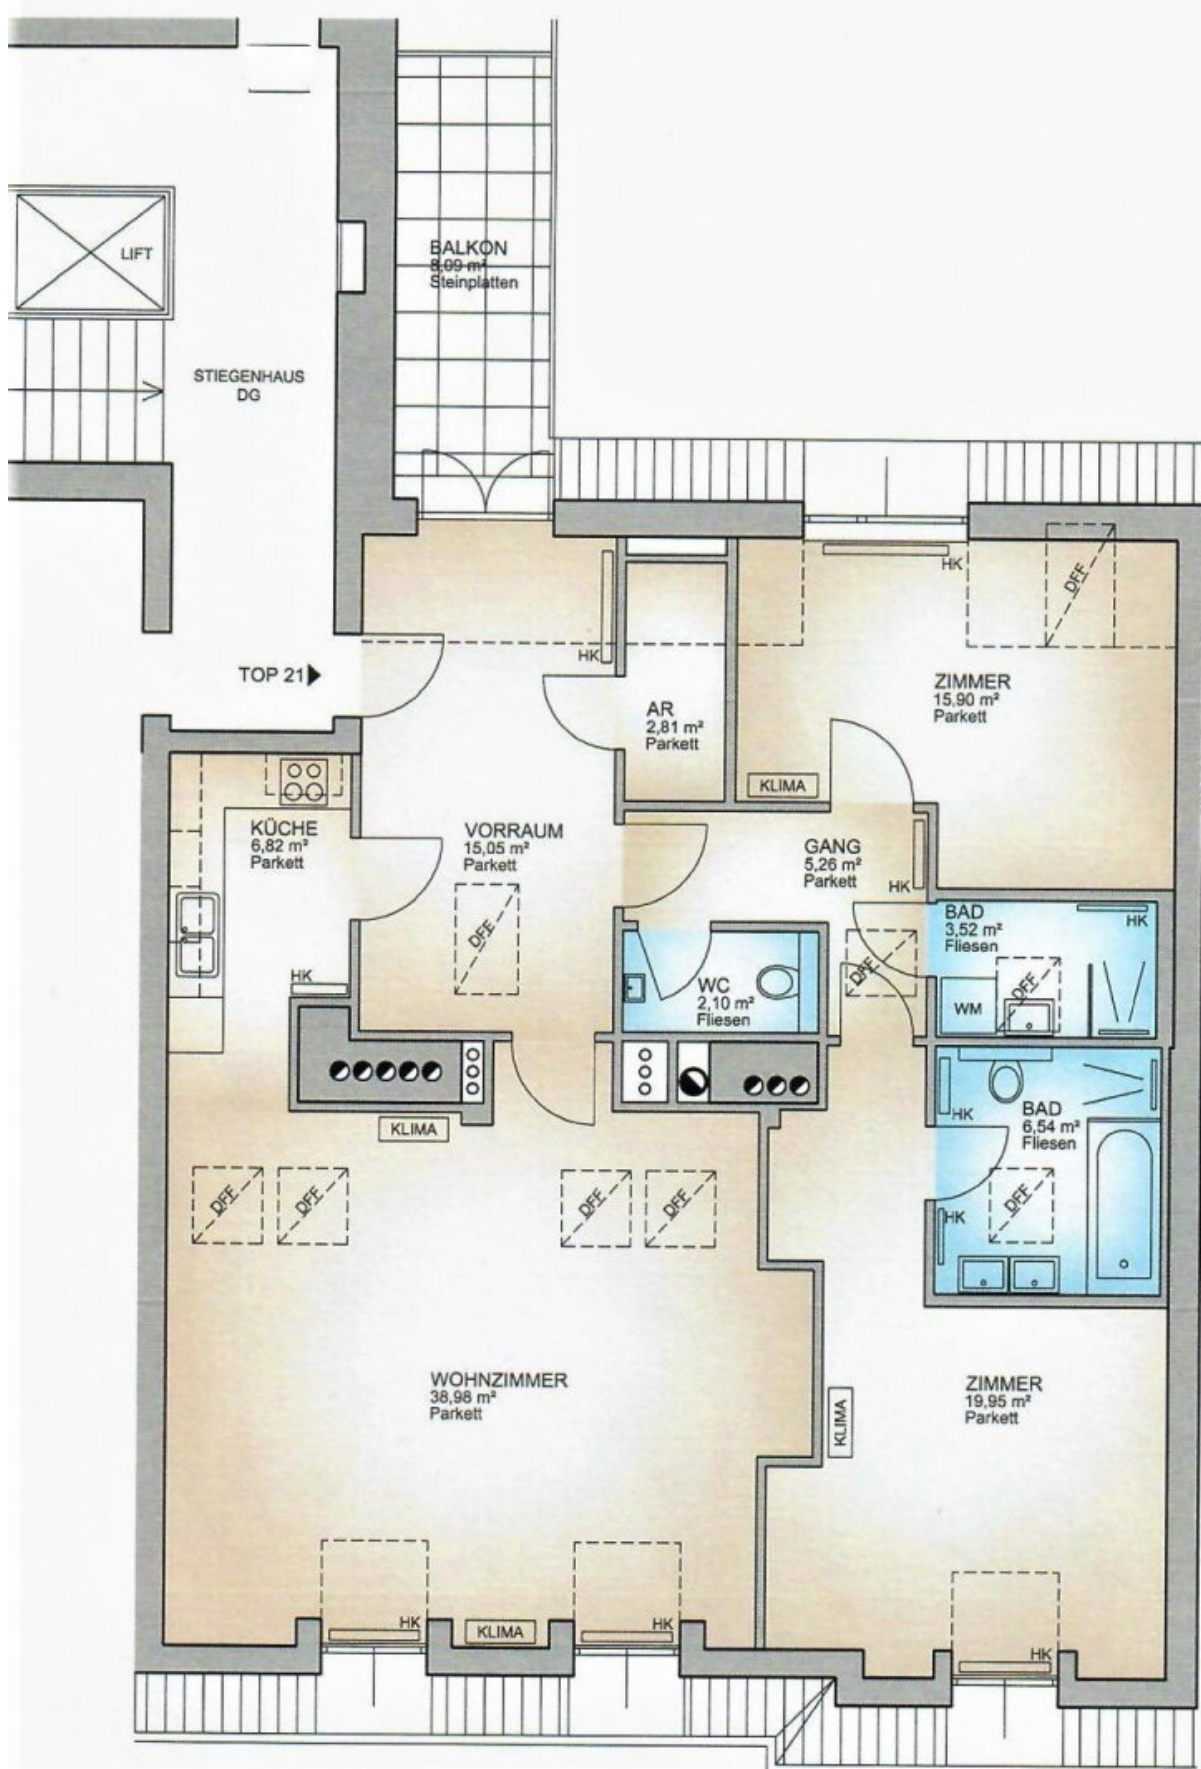 LIFT
BALKON
8,09 m²
Steinplatten
STIEGENHAUS
DG
HK
DFF
TOP 21
HK
AR
2,81 m²
Parkett
ZIMMER
15,90 m²
Parkett
KLIMA
KÜCHE
6,82 m²
Parkett
VORRAUM
15,05 m²
Parkett
GANG
5,26 m²
Parkett
HK
DFF
BAD
3,52 m²
Fliesen
HK
HK
WC
2,10 m²
Fliesen
DFF
DFF
WM
KLIMA
HK
BAD
6,54 m²
Fliesen
DFF
DFF
DFF
DFF
DFF
HK
WOHNZIMMER
38,98 m²
Parkett
ZIMMER
19,95 m²
Parkett
KLIMA
HK
KLIMA
HK
HK